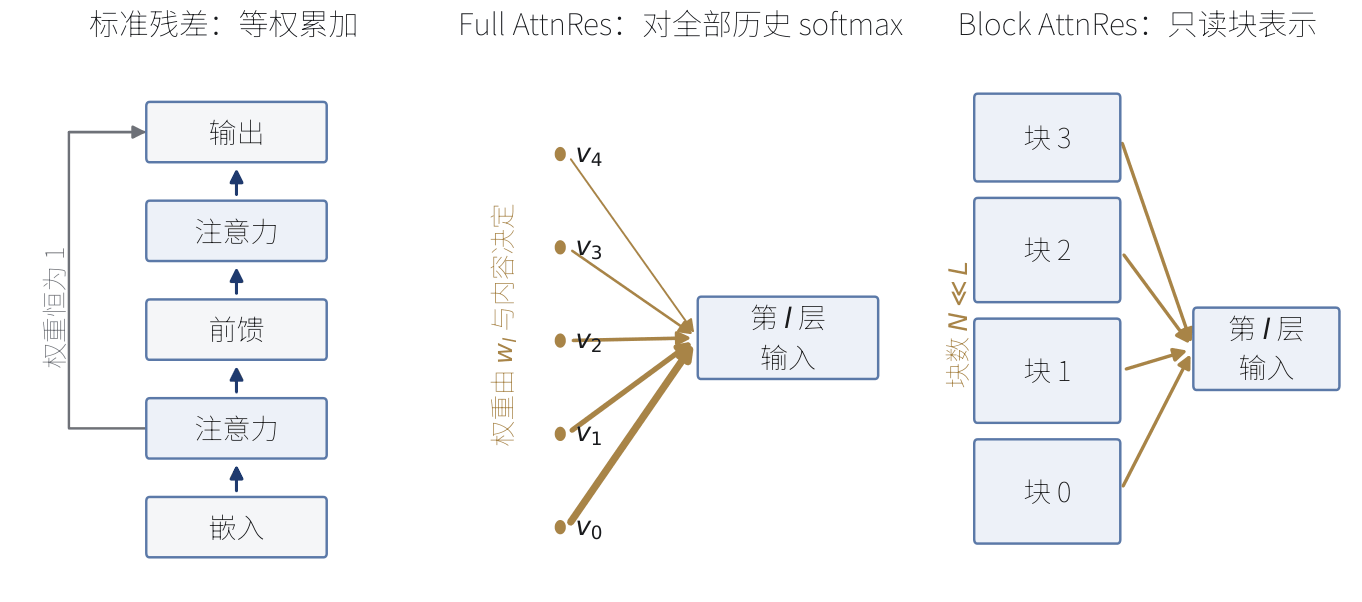 标准残差：等权累加
输出
注意力
前馈
注意力
嵌入
权重恒为 1
Full AttnRes：对全部历史 softmax
v4
v3
v2
v1
v0
权重由 wl 与内容决定
第 l 层
输入
Block AttnRes：只读块表示
块 3
块 2
块 1
块 0
块数 N ≪ L
第 l 层
输入